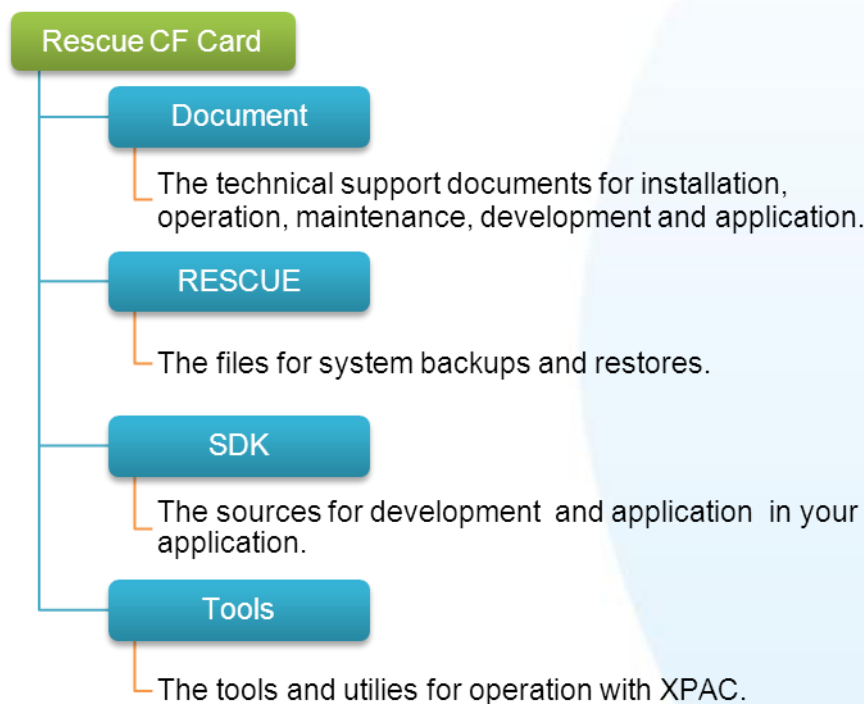 Rescue CF Card
Document
The technical support documents for installation,
operation, maintenance, development and application.
RESCUE
The files for system backups and restores.
SDK
The sources for development and application in your
application.
Tools
The tools and utilies for operation with XPAC.